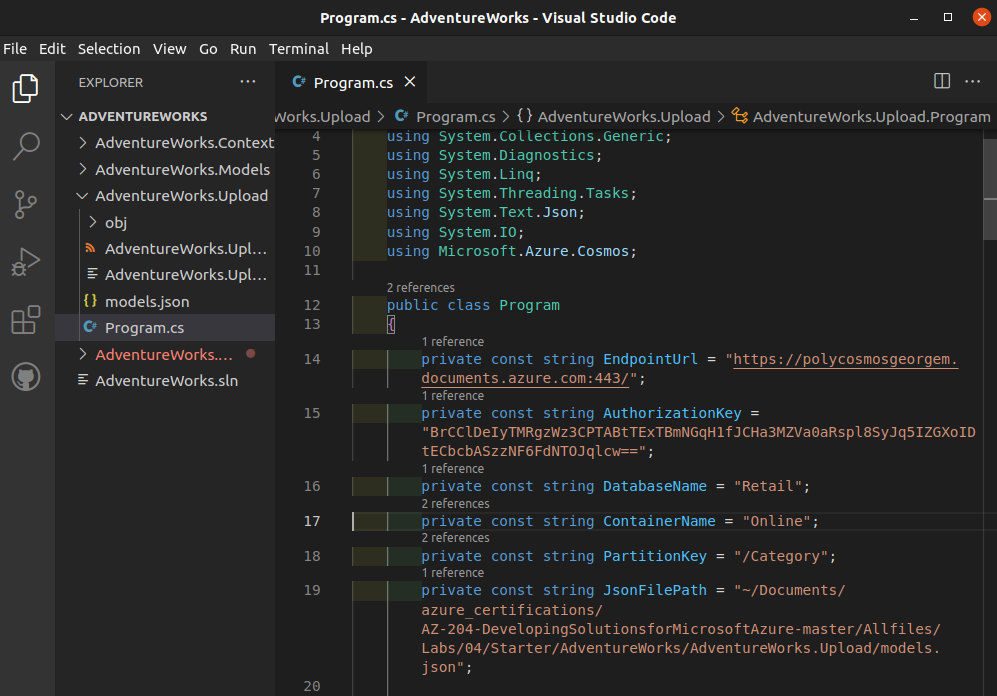 Program.cs - AdventureWorks - Visual Studio Code
File Edit Selection View Go Run Terminal Help
EXPLORER ...
ADVENTUREWORKS
AdventureWorks.Context
AdventureWorks.Models
AdventureWorks.Upload
obj
AdventureWorks.Upl...
AdventureWorks.Upl...
{} models.json
C# Program.cs
AdventureWorks....
AdventureWorks.sln
C# Program.cs
Works.Upload > C# Program.cs > {} AdventureWorks.Upload > AdventureWorks.Upload.Program
4 using System.Collections.Generic;
5 using System.Diagnostics;
6 using System.Linq;
7 using System.Threading.Tasks;
8 using System.Text.Json;
9 using System.IO;
10 using Microsoft.Azure.Cosmos;
11
2 references
12 public class Program
13 {
1 reference
14 private const string EndpointUrl = "https://polycosmosgeorgem.
documents.azure.com:443/";
1 reference
15 private const string AuthorizationKey =
"BrCClDeIyTMRgzWz3CPTABtTExTBmNGqH1fJCHa3MZVa0aRspl8SyJq5IZGXoID
tECbcbASzzNF6FdNTOJqlcw==";
1 reference
16 private const string DatabaseName = "Retail";
2 references
17 private const string ContainerName = "Online";
2 references
18 private const string PartitionKey = "/Category";
1 reference
19 private const string JsonFilePath = "~/Documents/
azure_certifications/
AZ-204-DevelopingSolutionsforMicrosoftAzure-master/Allfiles/
Labs/04/Starter/AdventureWorks/AdventureWorks.Upload/models.
json";
20